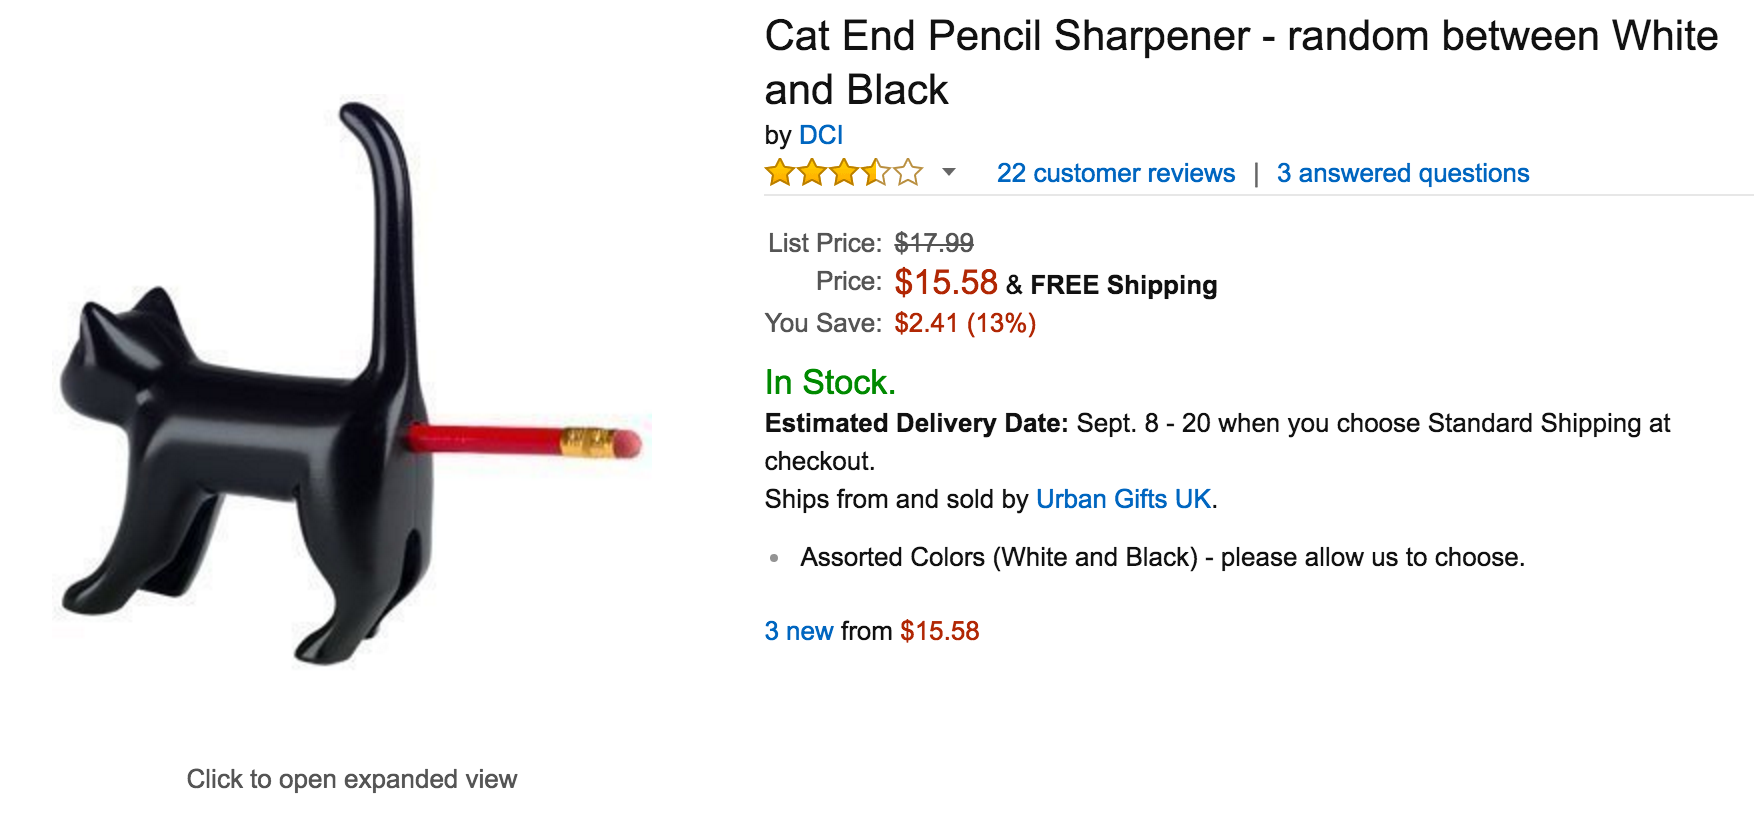 Cat End Pencil Sharpener - random between White
and Black
by DCI
22 customer reviews | 3 answered questions
List Price: $17.99
Price: $15.58 & FREE Shipping
You Save: $2.41 (13%)
In Stock.
Estimated Delivery Date: Sept. 8 - 20 when you choose Standard Shipping at
checkout.
Ships from and sold by Urban Gifts UK.
• Assorted Colors (White and Black) - please allow us to choose.
3 new from $15.58
Click to open expanded view